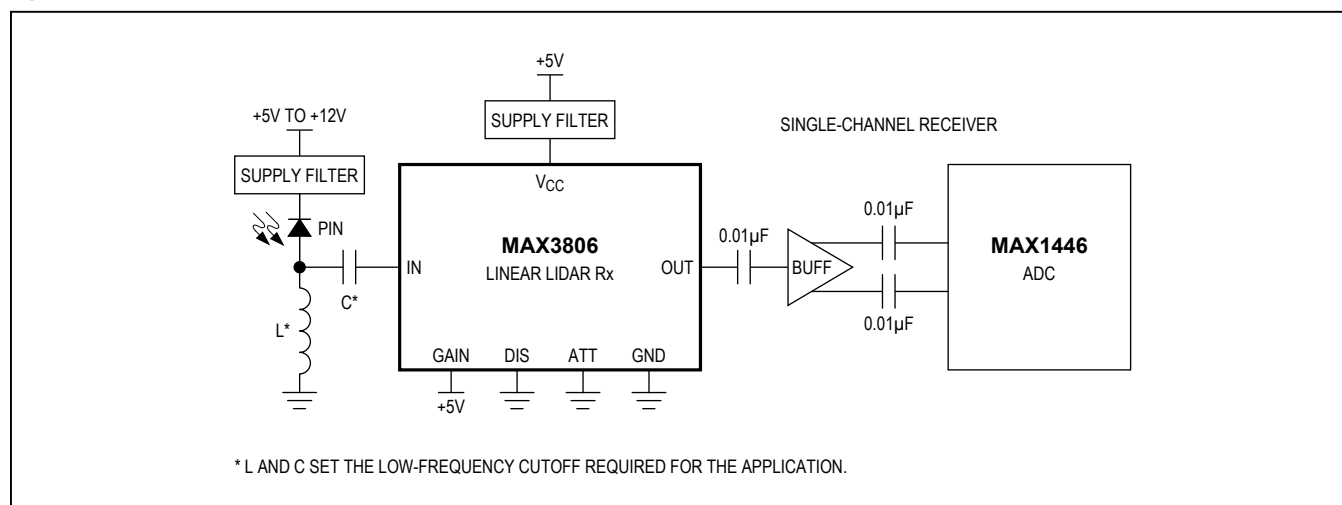 +5V
+5V TO +12V
SUPPLY FILTER
SINGLE-CHANNEL RECEIVER
SUPPLY FILTER
VCC
PIN
0.01µF
0.01µF
MAX3806
LINEAR LIDAR Rx
MAX1446
ADC
IN
OUT
BUFF
C*
L*
0.01µF
GAIN DIS ATT GND
+5V
* L AND C SET THE LOW-FREQUENCY CUTOFF REQUIRED FOR THE APPLICATION.